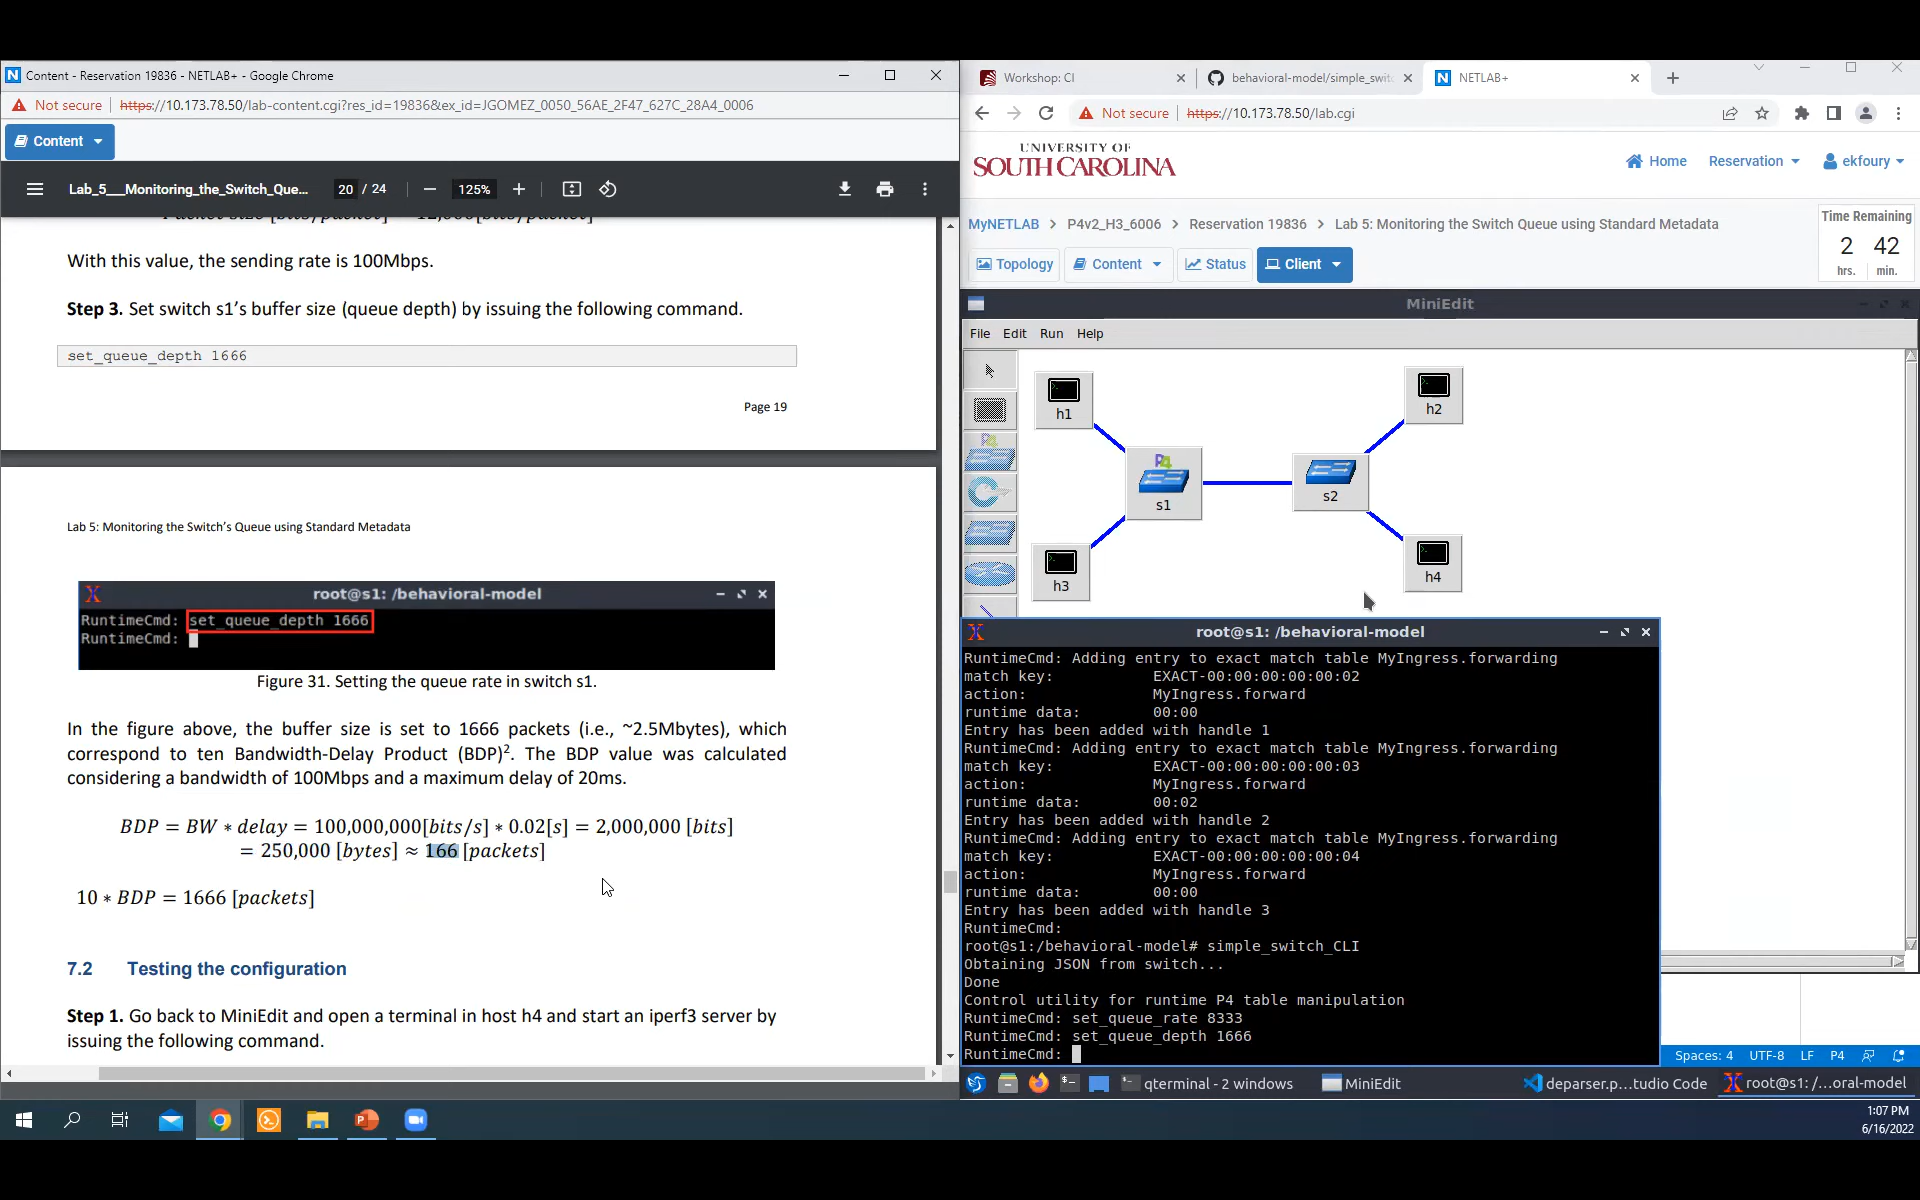 Content - Reservation 19836 - NETLAB+ - Google Chrome
Not secure https://10.173.78.50/lab-content.cgi?res_id=19836&ex_id=JGOMEZ_0050_56AE_2F47_627C_28A4_0006
Content
Lab_5___Monitoring_the_Switch_Que... 20 / 24 125%
With this value, the sending rate is 100Mbps.
Step 3. Set switch s1's buffer size (queue depth) by issuing the following command.
set_queue_depth 1666
Page 19
Lab 5: Monitoring the Switch's Queue using Standard Metadata
root@s1: /behavioral-model
RuntimeCmd: set_queue_depth 1666
RuntimeCmd:
Figure 31. Setting the queue rate in switch s1.
In the figure above, the buffer size is set to 1666 packets (i.e., ~2.5Mbytes), which
correspond to ten Bandwidth-Delay Product (BDP)2. The BDP value was calculated
considering a bandwidth of 100Mbps and a maximum delay of 20ms.
BDP = BW * delay = 100,000,000[bits/s] * 0.02[s] = 2,000,000 [bits]
= 250,000 [bytes] ≈ 166 [packets]
10 * BDP = 1666 [packets]
7.2 Testing the configuration
Step 1. Go back to MiniEdit and open a terminal in host h4 and start an iperf3 server by
issuing the following command.
Workshop: CI
behavioral-model/simple_switc
NETLAB+
Not secure https://10.173.78.50/lab.cgi
UNIVERSITY OF
SOUTH CAROLINA
Home Reservation ekfoury
MyNETLAB > P4v2_H3_6006 > Reservation 19836 > Lab 5: Monitoring the Switch Queue using Standard Metadata
Time Remaining
2 42
hrs. min.
Topology Content Status Client
MiniEdit
File Edit Run Help
h1
h2
P4
s1
s2
h3
h4
root@s1: /behavioral-model
RuntimeCmd: Adding entry to exact match table MyIngress.forwarding
match key: EXACT-00:00:00:00:00:02
action: MyIngress.forward
runtime data: 00:00
Entry has been added with handle 1
RuntimeCmd: Adding entry to exact match table MyIngress.forwarding
match key: EXACT-00:00:00:00:00:03
action: MyIngress.forward
runtime data: 00:02
Entry has been added with handle 2
RuntimeCmd: Adding entry to exact match table MyIngress.forwarding
match key: EXACT-00:00:00:00:00:04
action: MyIngress.forward
runtime data: 00:00
Entry has been added with handle 3
RuntimeCmd:
root@s1:/behavioral-model# simple_switch_CLI
Obtaining JSON from switch...
Done
Control utility for runtime P4 table manipulation
RuntimeCmd: set_queue_rate 8333
RuntimeCmd: set_queue_depth 1666
RuntimeCmd:
Spaces: 4 UTF-8 LF P4
qterminal - 2 windows
MiniEdit
deparser.p...tudio Code
root@s1: /...oral-model
1:07 PM
6/16/2022